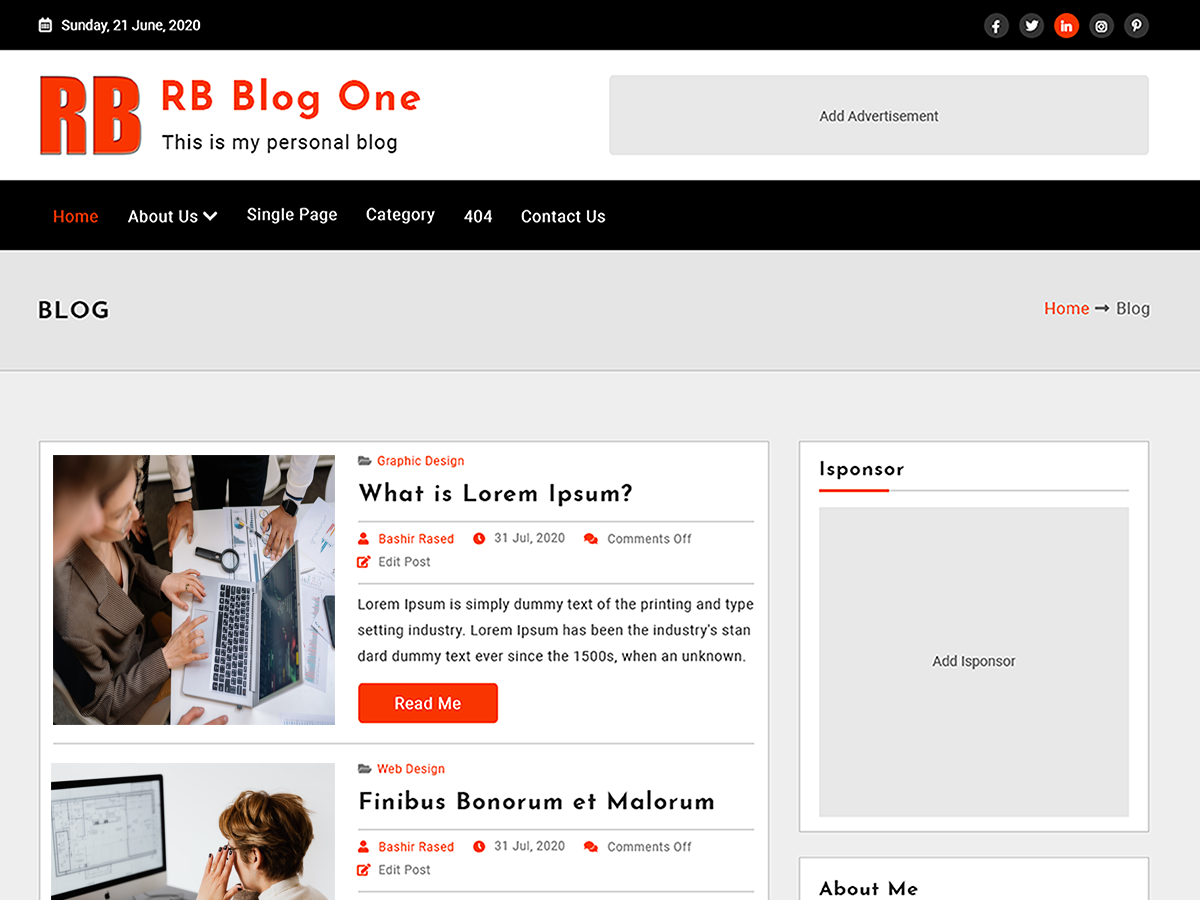 Sunday, 21 June, 2020
RB
RB Blog One
This is my personal blog
Add Advertisement
Home About Us Single Page Category 404 Contact Us
BLOG
Home Blog
Graphic Design
What is Lorem Ipsum?
Bashir Rased 31 Jul, 2020 Comments Off
Edit Post
Lorem Ipsum is simply dummy text of the printing and type
setting industry. Lorem Ipsum has been the industry's stan
dard dummy text ever since the 1500s, when an unknown.
Read Me
Web Design
Finibus Bonorum et Malorum
Bashir Rased 31 Jul, 2020 Comments Off
Edit Post
Isponsor
Add Isponsor
About Me